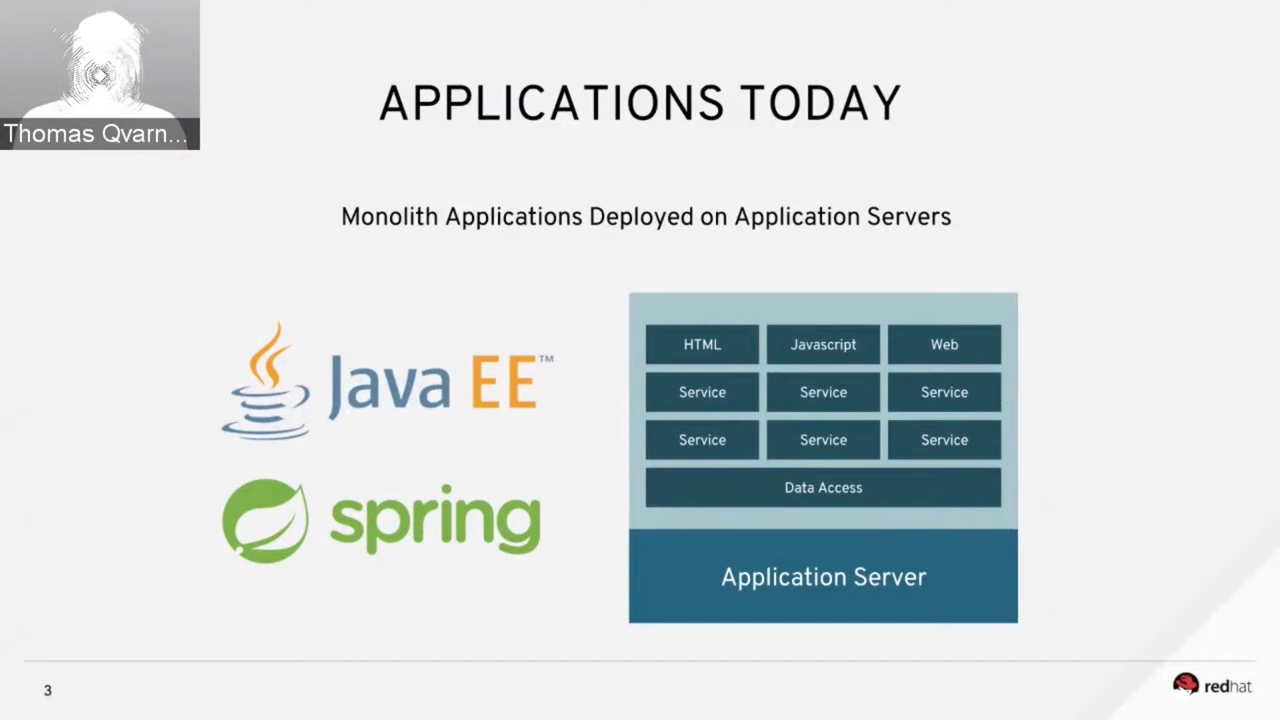 Thomas Qvarn...
APPLICATIONS TODAY
Monolith Applications Deployed on Application Servers
Java EE™
spring
HTML
Javascript
Web
Service
Service
Service
Service
Service
Service
Data Access
Application Server
3
redhat